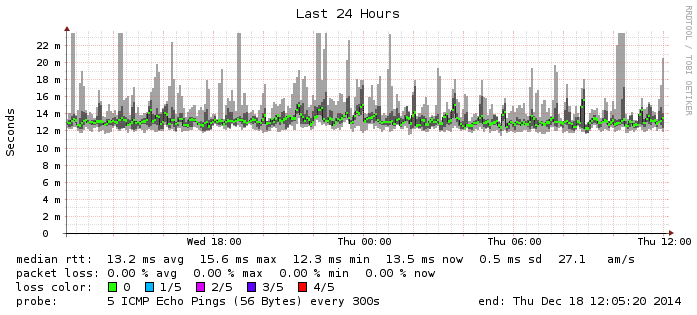 Last 24 Hours
RRDTOOL / TOBI OETIKER
Seconds
22 m
20 m
18 m
16 m
14 m
12 m
10 m
8 m
6 m
4 m
2 m
0
Wed 18:00 Thu 00:00 Thu 06:00 Thu 12:00
median rtt: 13.2 ms avg 15.6 ms max 12.3 ms min 13.5 ms now 0.5 ms sd 27.1 am/s
packet loss: 0.00 % avg 0.00 % max 0.00 % min 0.00 % now
loss color: 0 1/5 2/5 3/5 4/5
probe: 5 ICMP Echo Pings (56 Bytes) every 300s end: Thu Dec 18 12:05:20 2014